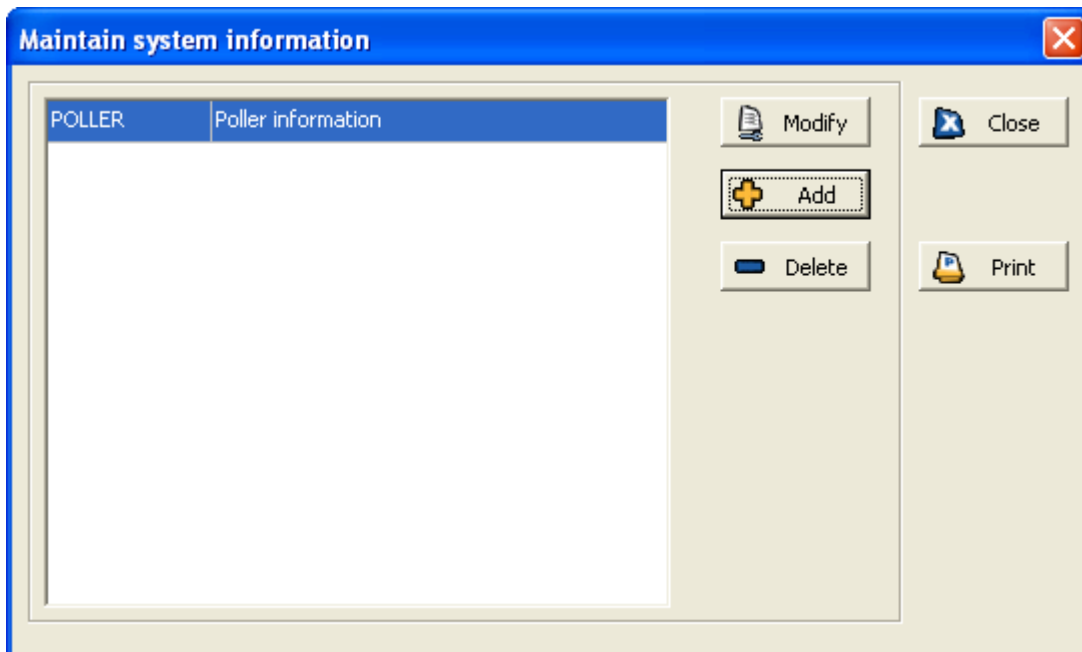 Maintain system information
POLLER Poller information
Modify
Close
Add
Delete
Print